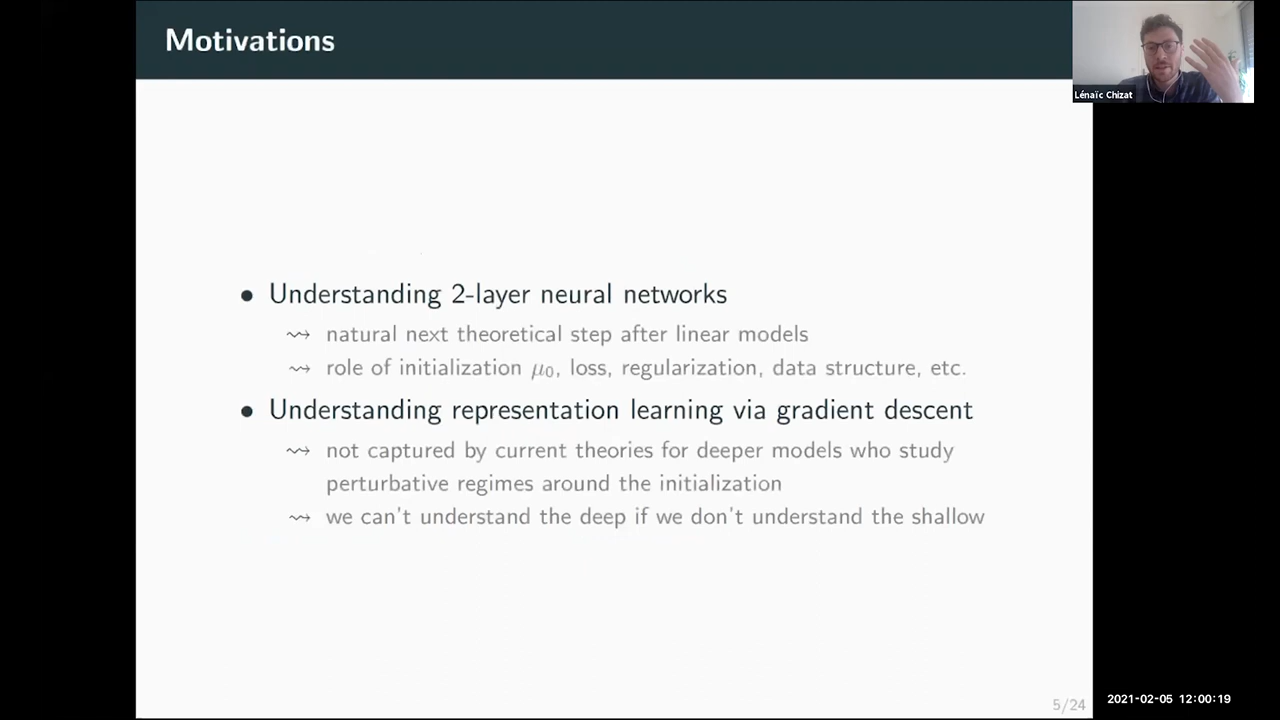 Motivations
Lénaïc Chizat
• Understanding 2-layer neural networks
⇝ natural next theoretical step after linear models
⇝ role of initialization μ₀, loss, regularization, data structure, etc.
• Understanding representation learning via gradient descent
⇝ not captured by current theories for deeper models who study
perturbative regimes around the initialization
⇝ we can't understand the deep if we don't understand the shallow
5/24
2021-02-05 12:00:19